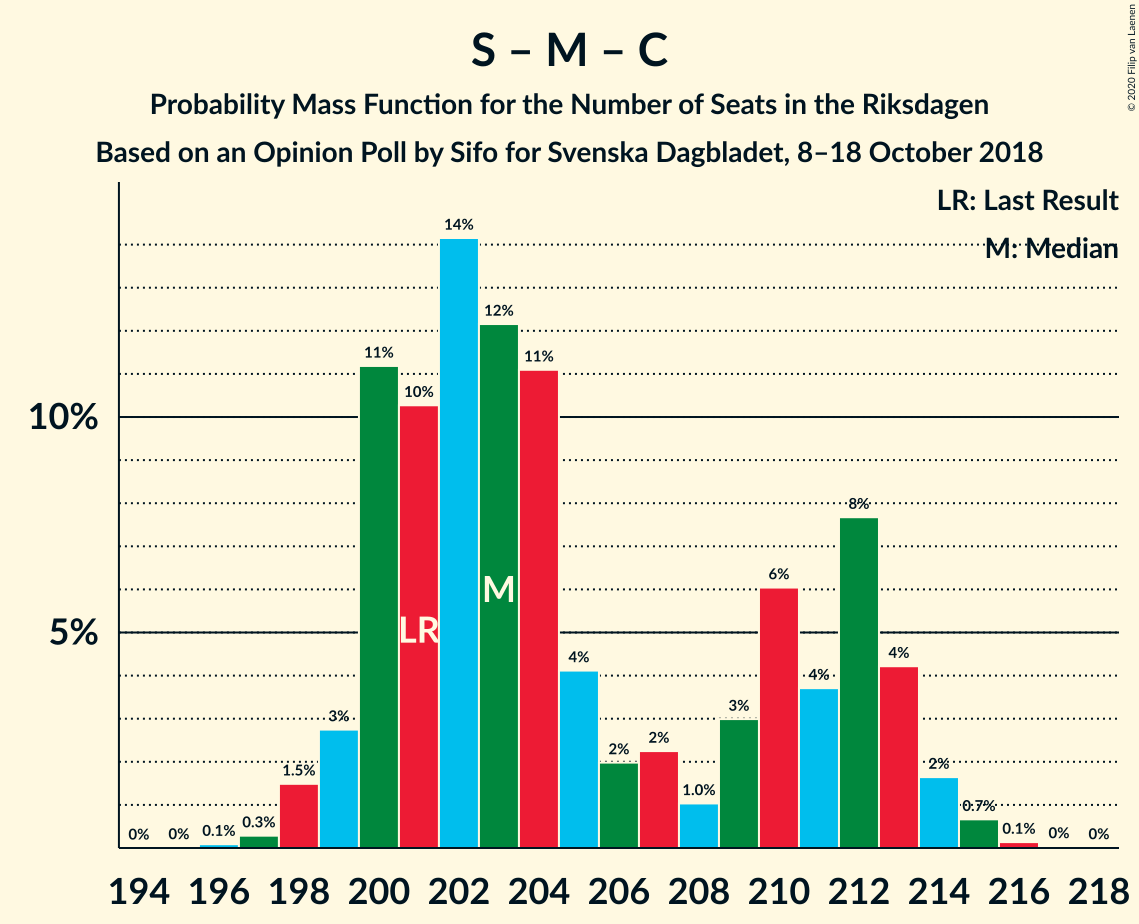 © 2020 Filip van Laenen
S – M – C
Probability Mass Function for the Number of Seats in the Riksdagen
Based on an Opinion Poll by Sifo for Svenska Dagbladet, 8–18 October 2018
LR: Last Result
M: Median
10%
5%
0% 0% 0.1% 0.3% 1.5% 3% 11% 10% 14% 12% 11% 4% 2% 2% 1.0% 3% 6% 4% 8% 4% 2% 0.7% 0.1% 0% 0%
LR M
194 196 198 200 202 204 206 208 210 212 214 216 218